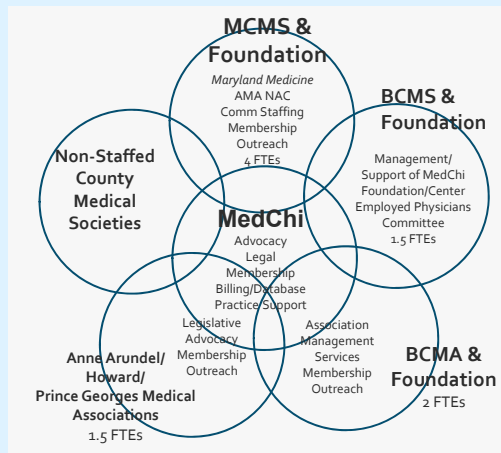 MCMS &
Foundation
Maryland Medicine
AMA NAC
Comm Staffing
Membership
Outreach
4 FTEs
BCMS &
Foundation
Management/
Support of MedChi
Foundation/Center
Employed Physicians
Committee
1.5 FTEs
Non-Staffed
County
Medical
Societies
MedChi
Advocacy
Legal
Membership
Billing/Database
Practice Support
Legislative
Advocacy
Membership
Outreach
Anne Arundel/
Howard/
Prince Georges Medical
Associations
1.5 FTEs
Association
Management
Services
Membership
Outreach
BCMA &
Foundation
2 FTEs